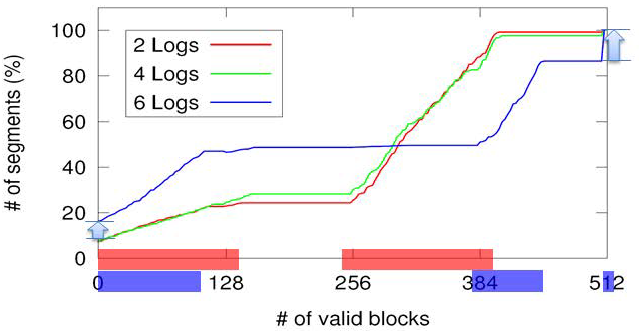 # of segments (%)
100
80
60
40
20
0
2 Logs
4 Logs
6 Logs
0 128 256 384 512
# of valid blocks